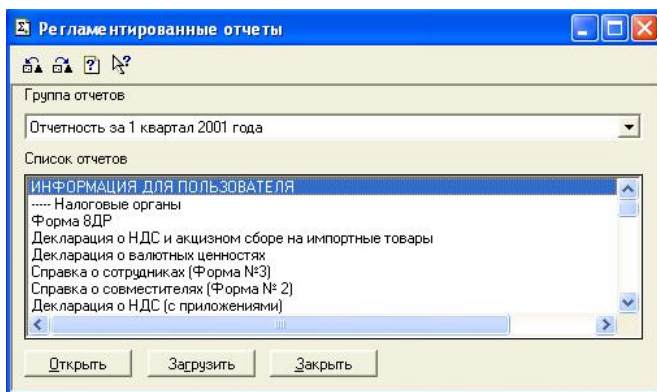 Регламентированные отчеты
Группа отчетов
Отчетность за 1 квартал 2001 года
Список отчетов
ИНФОРМАЦИЯ ДЛЯ ПОЛЬЗОВАТЕЛЯ
----- Налоговые органы
Форма 8ДР
Декларация о НДС и акцизном сборе на импортные товары
Декларация о валютных ценностях
Справка о сотрудниках (Форма №3)
Справка о совместителях (Форма № 2)
Декларация о НДС (с приложениями)
Открыть Загрузить Закрыть